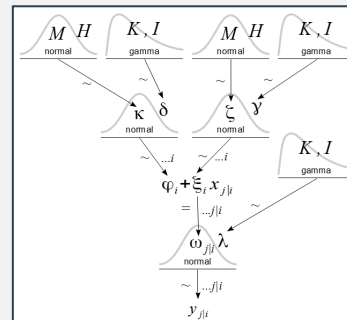 M H K , I M H K , I
normal gamma normal gamma
~ ~ ~ ~
κ δ ζ γ
normal normal
K , I
gamma
~ ...i ~ ...i
φi + ξi xj|i
= ...j|i ~
ωj|i λ
normal
~ ...j|i
yj|i